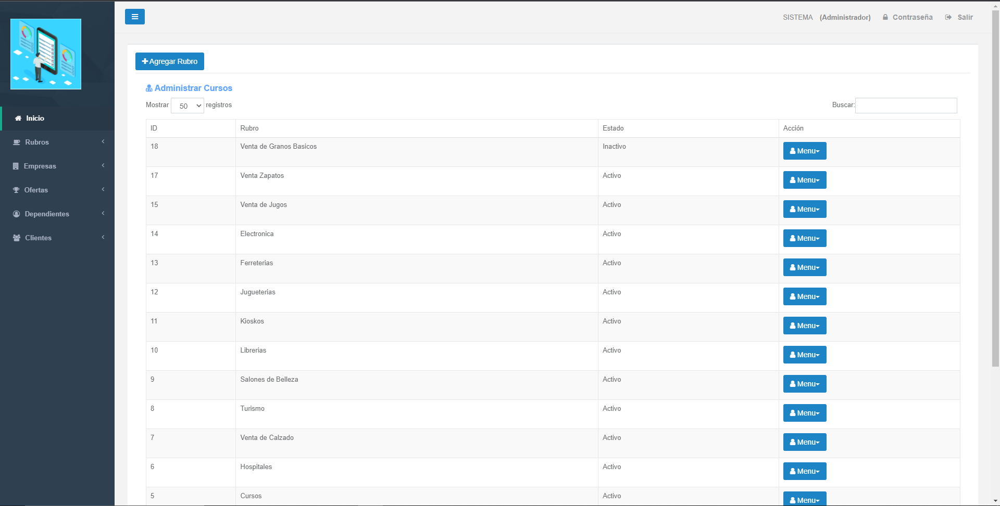 SISTEMA (Administrador) Contraseña Salir
Inicio
Rubros
Empresas
Ofertas
Dependientes
Clientes
Agregar Rubro
Administrar Cursos
Mostrar 50 registros Buscar:
ID Rubro Estado Acción
18 Venta de Granos Basicos Inactivo Menu
17 Venta Zapatos Activo Menu
15 Venta de Jugos Activo Menu
14 Electronica Activo Menu
13 Ferreterias Activo Menu
12 Jugueterias Activo Menu
11 Kioskos Activo Menu
10 Librerias Activo Menu
9 Salones de Belleza Activo Menu
8 Turismo Activo Menu
7 Venta de Calzado Activo Menu
6 Hospitales Activo Menu
5 Cursos Activo Menu